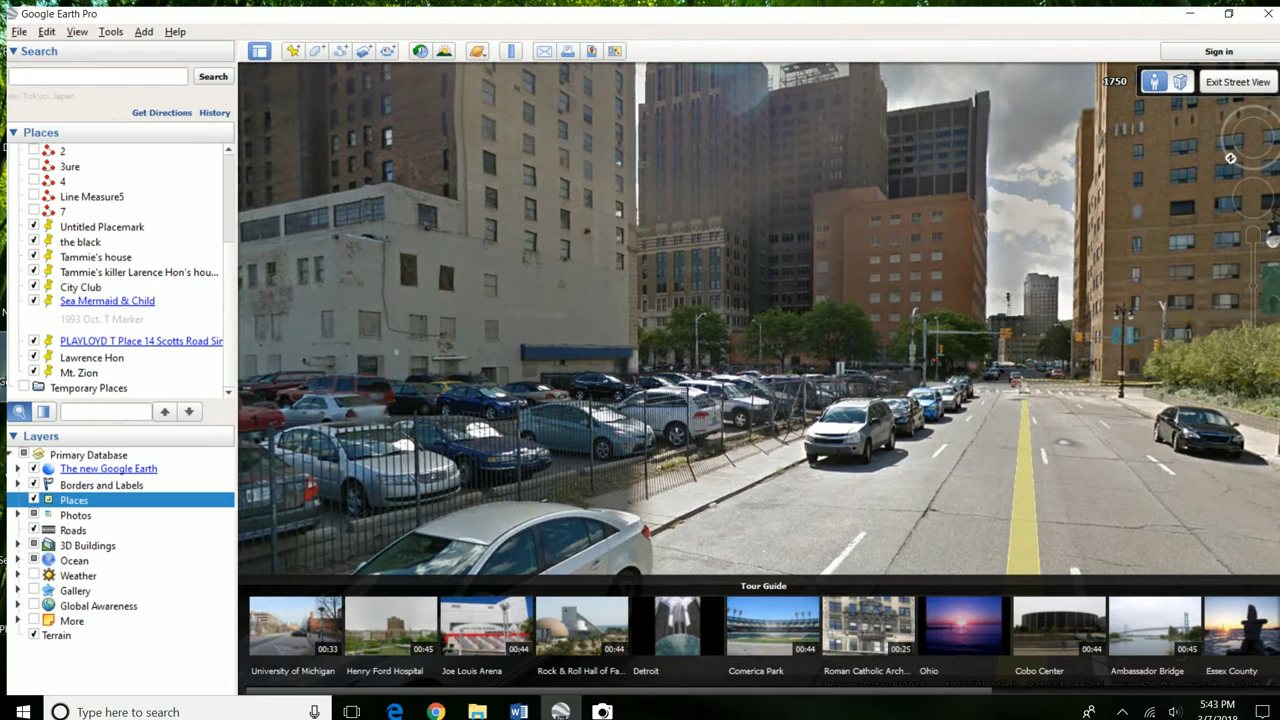 Google Earth Pro
File Edit View Tools Add Help
Search
Sign in
1750
Exit Street View
Search
Tokyo, Japan
Get Directions History
Places
2
3ure
4
Line Measure5
7
Untitled Placemark
the black
Tammie's house
Tammie's killer Larence Hon's hou...
City Club
Sea Mermaid & Child
1993 Oct. T Marker
PLAYLOYD T Place 14 Scotts Road Sin
Lawrence Hon
Mt. Zion
Temporary Places
Layers
Primary Database
The new Google Earth
Borders and Labels
Places
Photos
Roads
3D Buildings
Ocean
Weather
Gallery
Global Awareness
More
Terrain
Tour Guide
00:33 00:45 00:44 00:44 00:44 00:25 00:44 00:45
University of Michigan Henry Ford Hospital Joe Louis Arena Rock & Roll Hall of Fa... Detroit Comerica Park Roman Catholic Arch... Ohio Cobo Center Ambassador Bridge Essex County
Type here to search
5:43 PM
3/7/2018